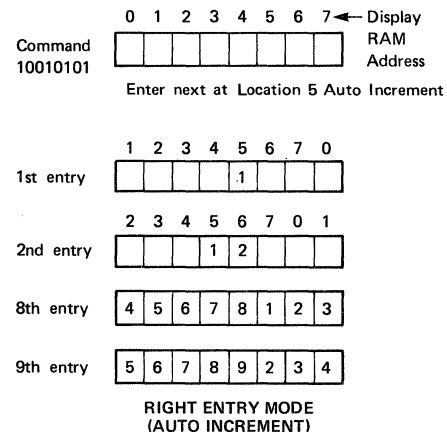 0 1 2 3 4 5 6 7 Display
Command RAM
10010101 Address
Enter next at Location 5 Auto Increment
1 2 3 4 5 6 7 0
1st entry 1
2 3 4 5 6 7 0 1
2nd entry 1 2
8th entry 4 5 6 7 8 1 2 3
9th entry 5 6 7 8 9 2 3 4
RIGHT ENTRY MODE
(AUTO INCREMENT)